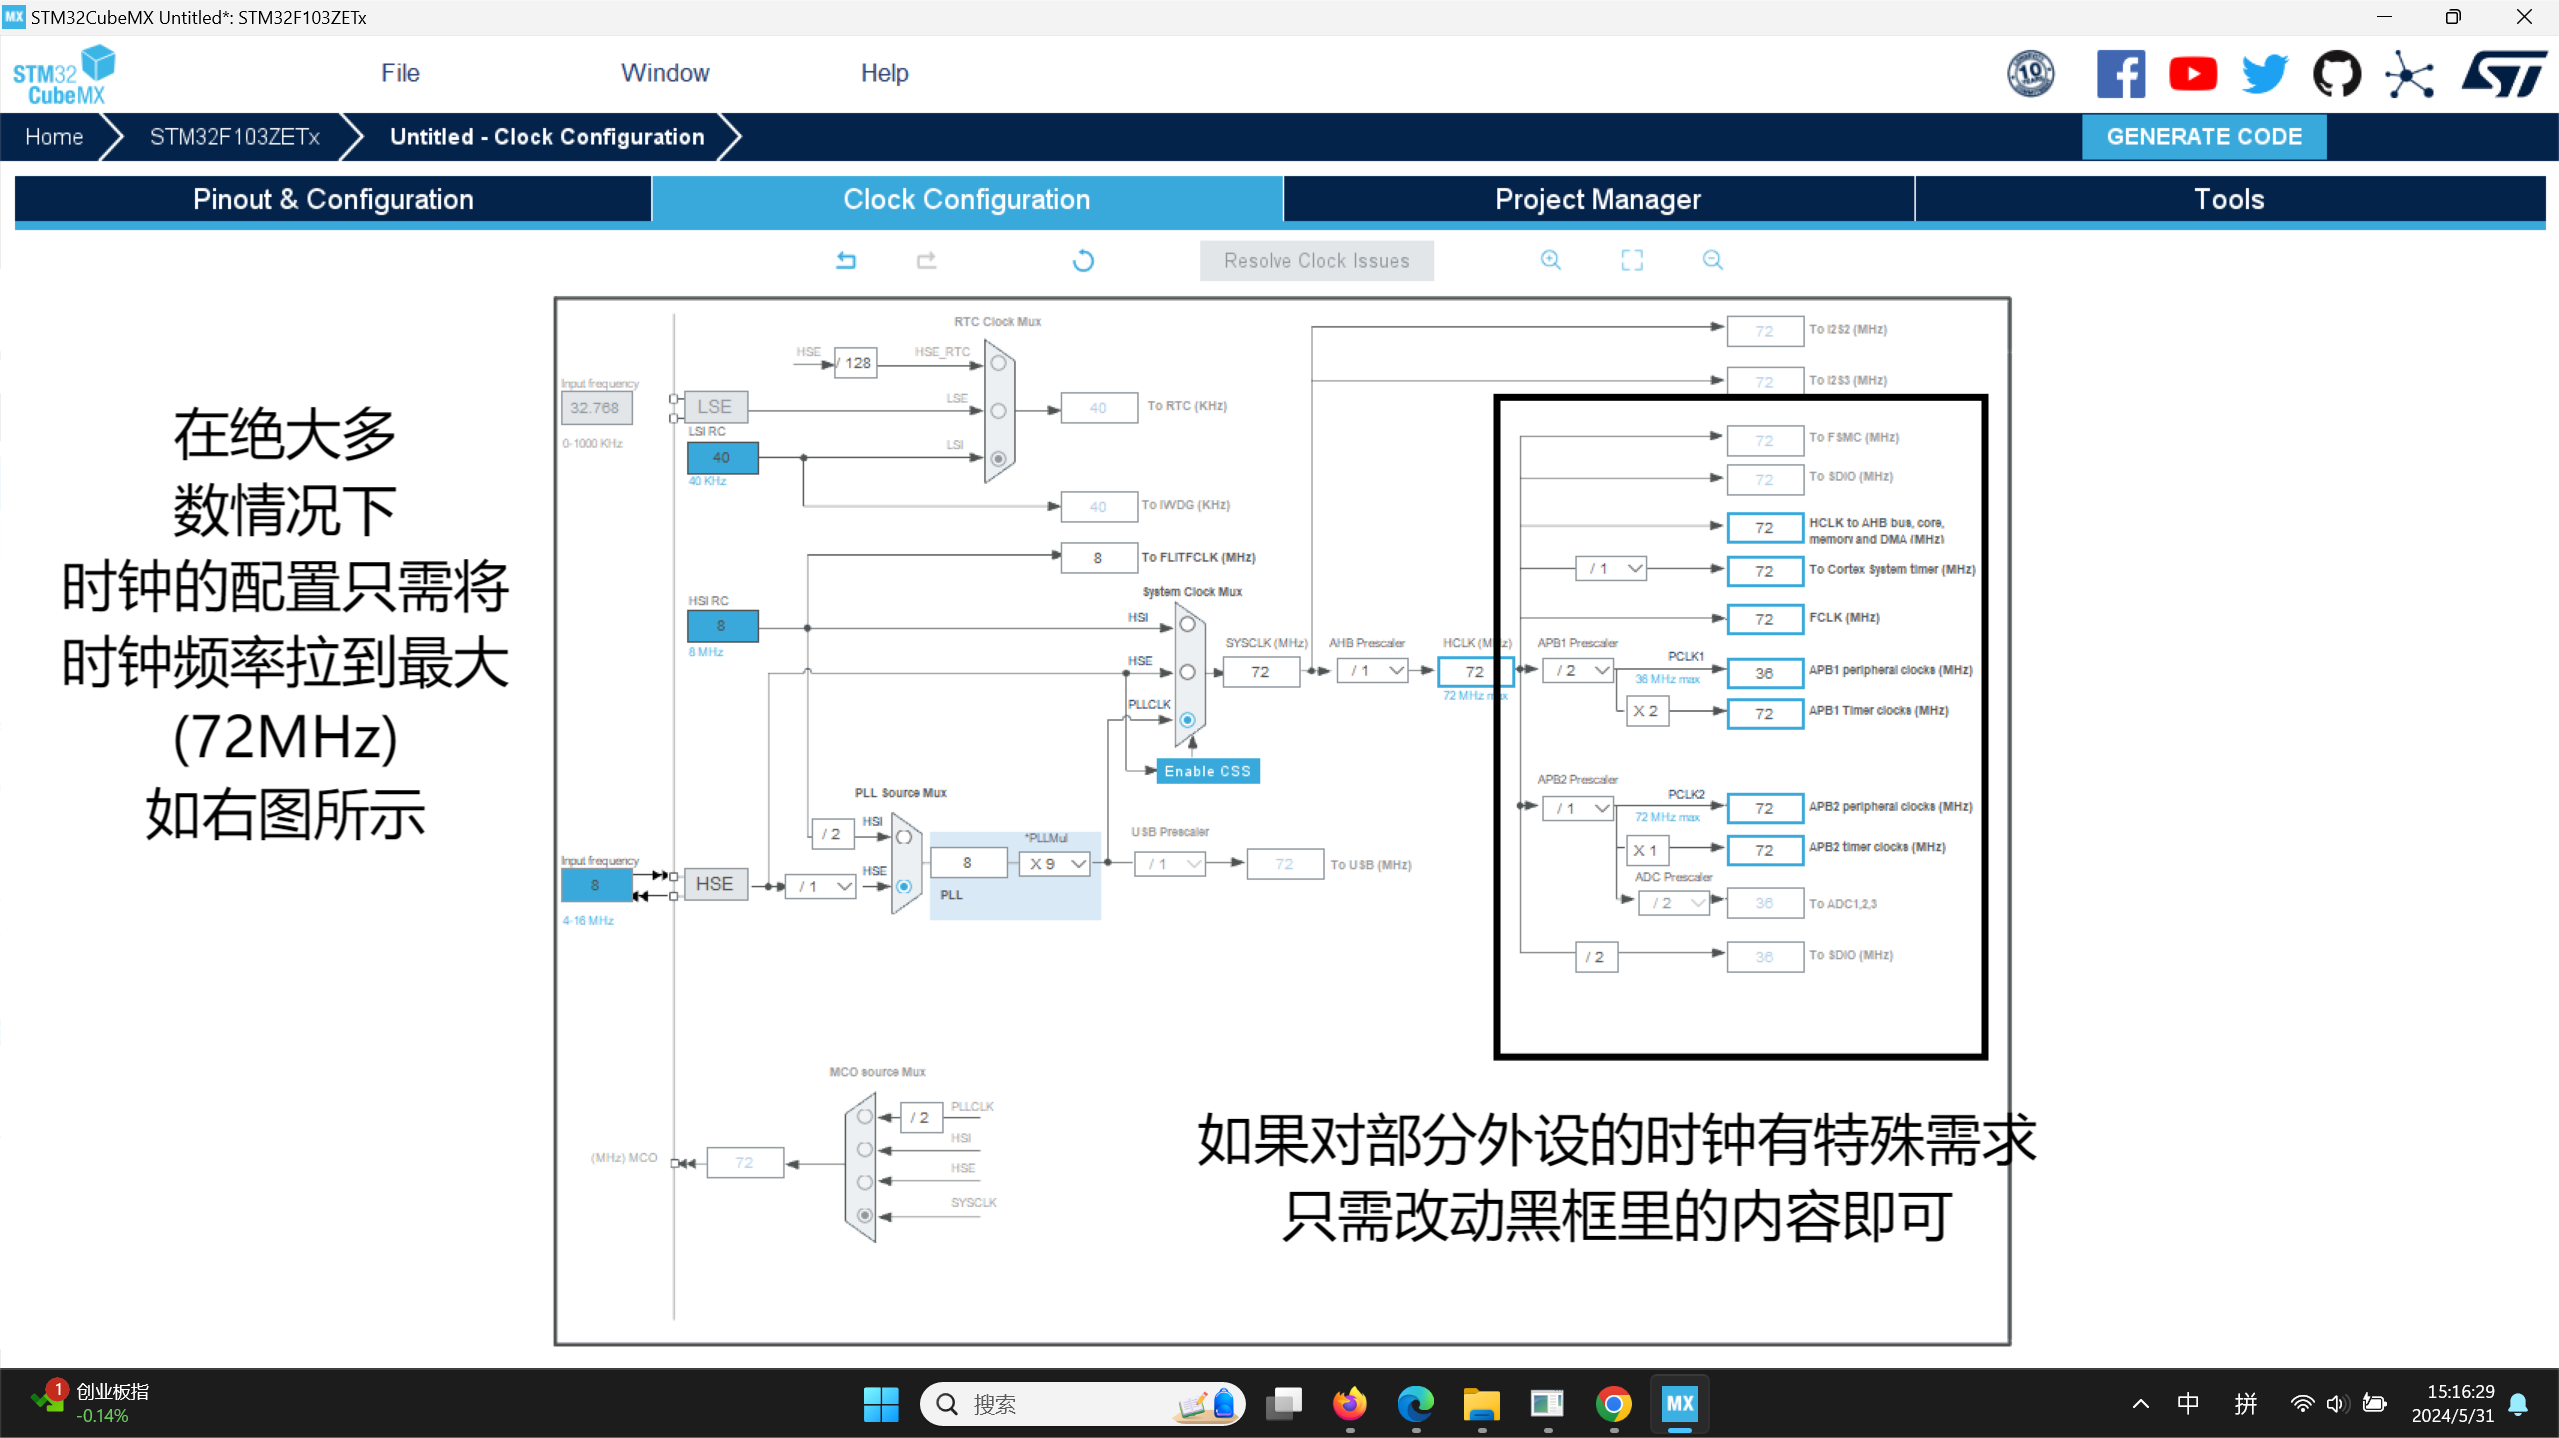 MX STM32CubeMX Untitled*: STM32F103ZETx
STM32
CubeMX
File
Window
Help
10
Home
STM32F103ZETx
Untitled - Clock Configuration
GENERATE CODE
Pinout & Configuration
Clock Configuration
Project Manager
Tools
Resolve Clock Issues
在绝大多
数情况下
时钟的配置只需将
时钟频率拉到最大
(72MHz)
如右图所示
RTC Clock Mux
HSE
/ 128
HSE_RTC
Input frequency
32.768
0-1000 KHz
LSE
LSE
LSI RC
40
40 KHz
LSI
40
To RTC (KHz)
40
To IWDG (KHz)
8
To FLITFCLK (MHz)
HSI RC
8
8 MHz
System Clock Mux
HSI
HSE
PLLCLK
Enable CSS
SYSCLK (MHz)
72
AHB Prescaler
/ 1
HCLK (MHz)
72
72 MHz max
PLL Source Mux
HSI
/ 2
HSE
/ 1
Input frequency
8
4-16 MHz
HSE
8
*PLLMul
X 9
PLL
USB Prescaler
/ 1
72
To USB (MHz)
72
To I2S2 (MHz)
72
To I2S3 (MHz)
72
To FSMC (MHz)
72
To SDIO (MHz)
72
HCLK to AHB bus, core,
memory and DMA (MHz)
/ 1
72
To Cortex System timer (MHz)
72
FCLK (MHz)
APB1 Prescaler
/ 2
PCLK1
36 MHz max
36
APB1 peripheral clocks (MHz)
X 2
72
APB1 Timer clocks (MHz)
APB2 Prescaler
/ 1
PCLK2
72 MHz max
72
APB2 peripheral clocks (MHz)
X 1
72
APB2 timer clocks (MHz)
ADC Prescaler
/ 2
36
To ADC1,2,3
/ 2
36
To SDIO (MHz)
MCO source Mux
/ 2
PLLCLK
HSI
HSE
SYSCLK
(MHz) MCO
72
如果对部分外设的时钟有特殊需求
只需改动黑框里的内容即可
1
创业板指
-0.14%
搜索
MX
中
拼
15:16:29
2024/5/31